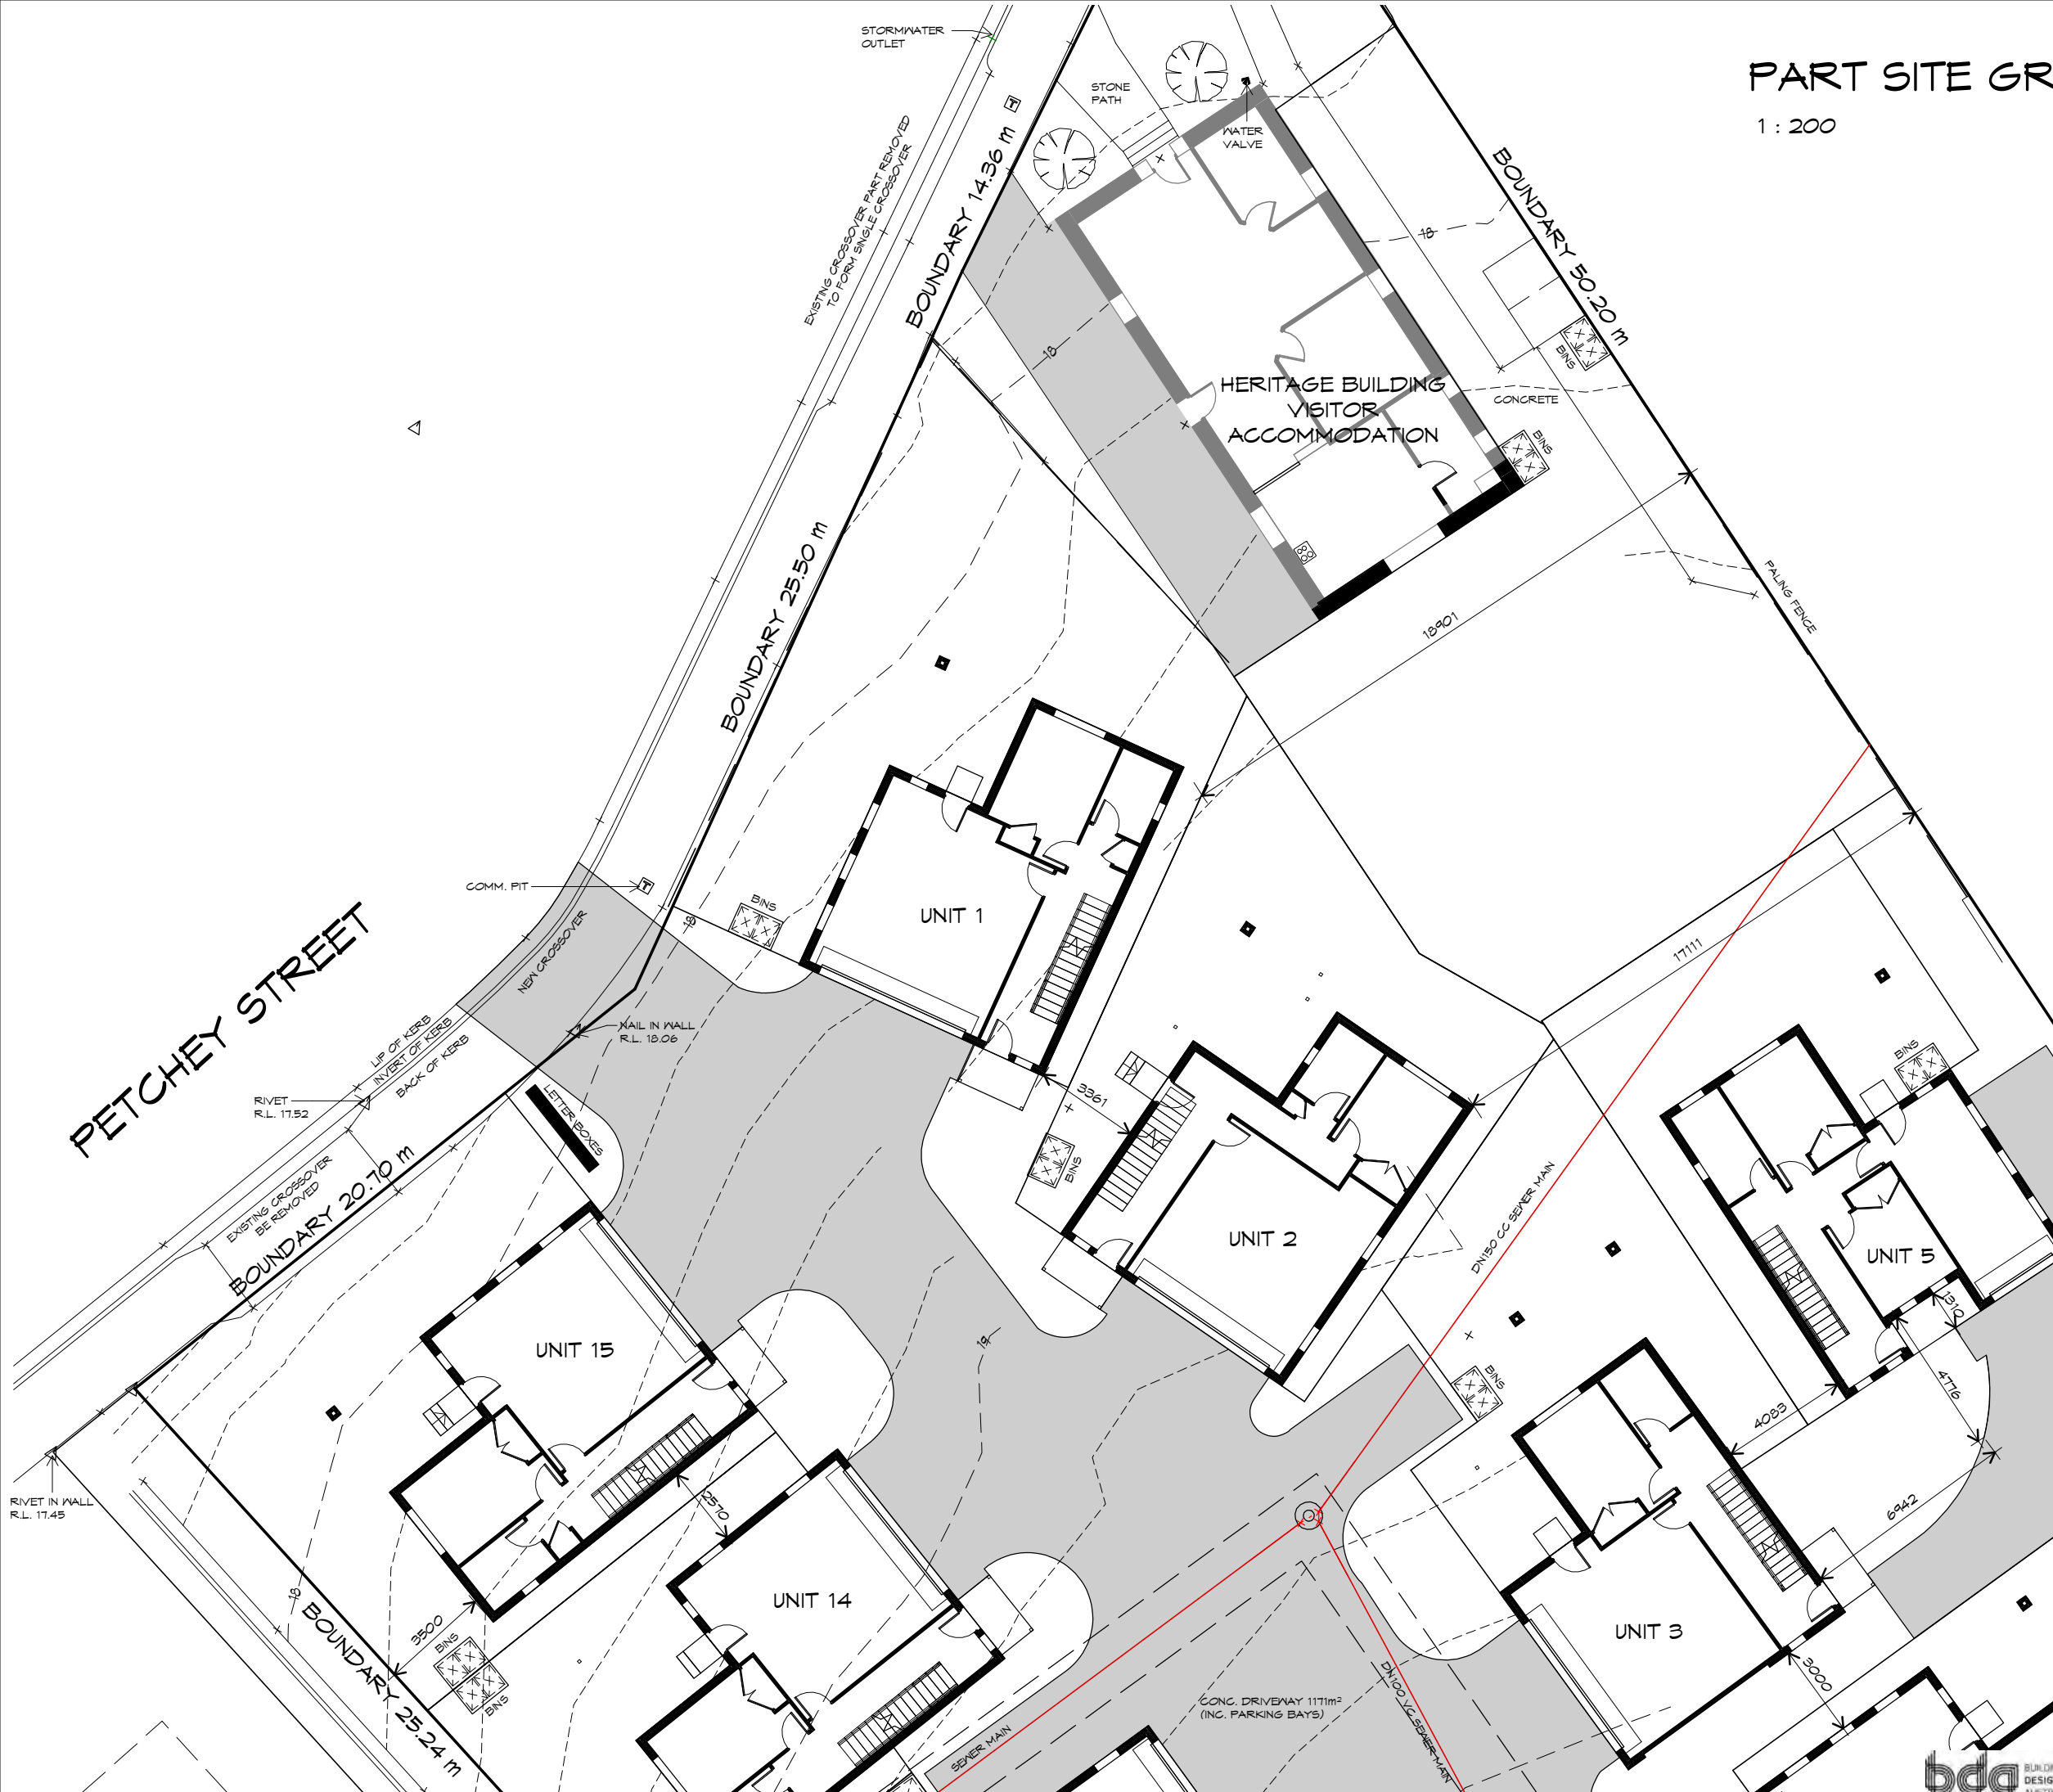 STORMWATER
OUTLET
STONE
PATH
WATER
VALVE
PART SITE GR
1 : 200
EXISTING CROSSOVER PART REMOVED
TO FORM SINGLE CROSSOVER
BOUNDARY 14.36 m
BOUNDARY 50.20 m
18
18
BINS
HERITAGE BUILDING
VISITOR
ACCOMMODATION
CONCRETE
BINS
BOUNDARY 25.50 m
PALING FENCE
18901
COMM. PIT
BINS
18
UNIT 1
NEW CROSSOVER
PETCHEY STREET
17111
NAIL IN WALL
R.L. 18.06
LIP OF KERB
INVERT OF KERB
BACK OF KERB
RIVET
R.L. 17.52
LETTER BOXES
3361
BINS
BINS
EXISTING CROSSOVER
BE REMOVED
BOUNDARY 20.70 m
DN150 CC SEWER MAIN
UNIT 2
UNIT 5
1310
UNIT 15
19
BINS
4776
4083
RIVET IN WALL
R.L. 17.45
2570
6942
18
3500
UNIT 14
UNIT 3
BINS
BINS
BOUNDARY 25.24 m
3000
CONC. DRIVEWAY 1171m²
(INC. PARKING BAYS)
DN100 VC SEWER MAIN
SEWER MAIN
bda
BUILD
DESIG